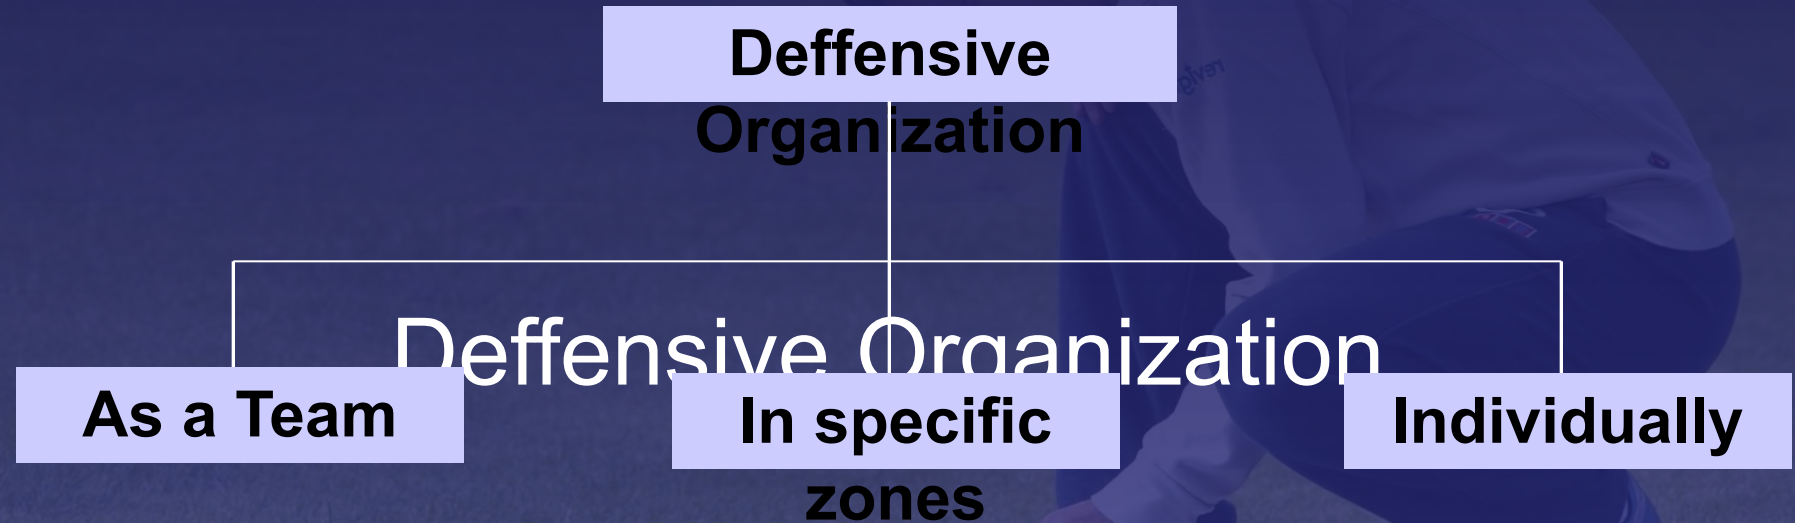 Deffensive
Organization
Deffensive Organization
As a Team
In specific
zones
Individually